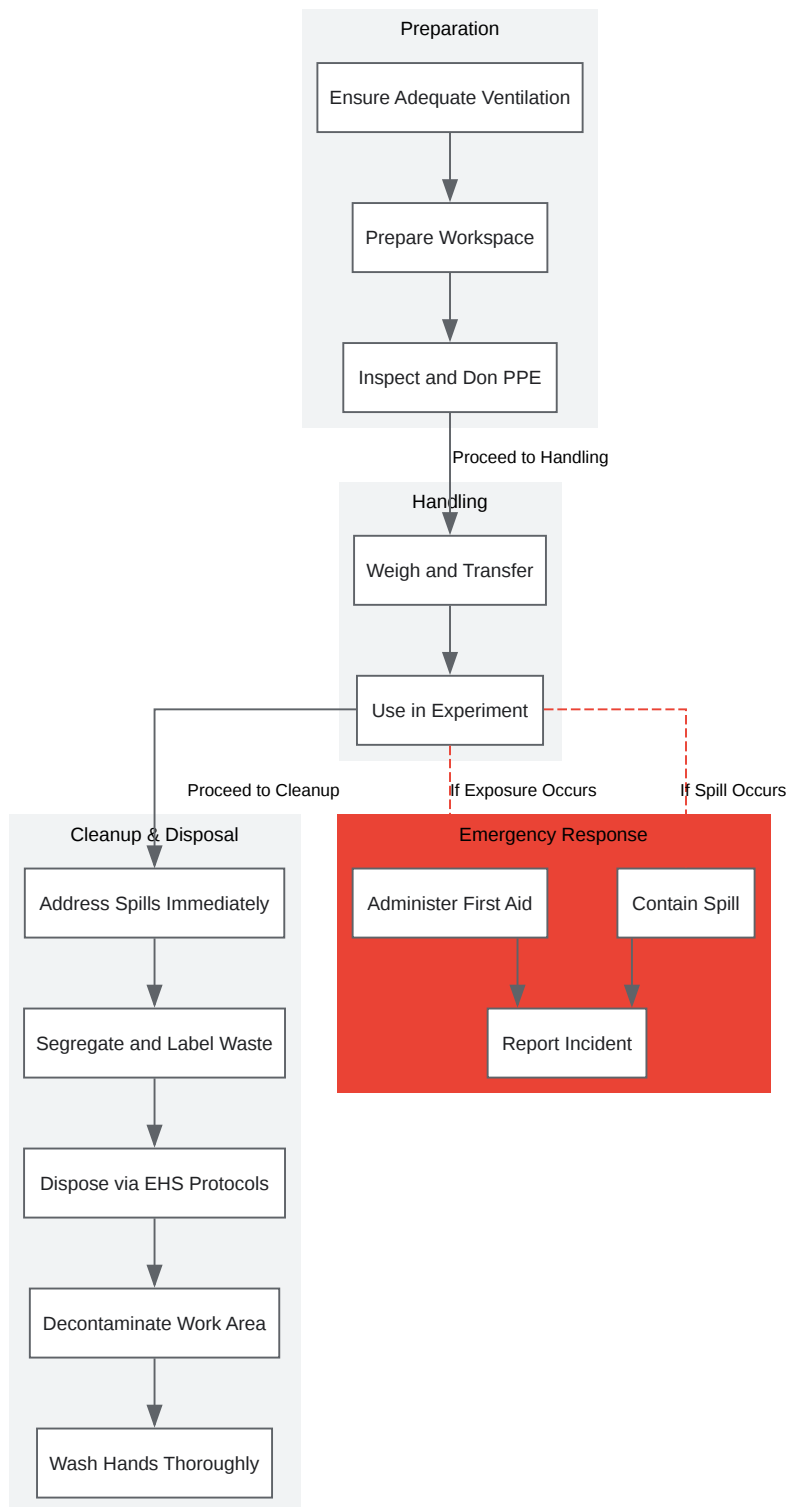 Preparation
Ensure Adequate Ventilation
Prepare Workspace
Inspect and Don PPE
Proceed to Handling
Handling
Weigh and Transfer
Use in Experiment
Proceed to Cleanup
If Exposure Occurs
If Spill Occurs
Cleanup & Disposal
Address Spills Immediately
Segregate and Label Waste
Dispose via EHS Protocols
Decontaminate Work Area
Wash Hands Thoroughly
Emergency Response
Administer First Aid
Contain Spill
Report Incident